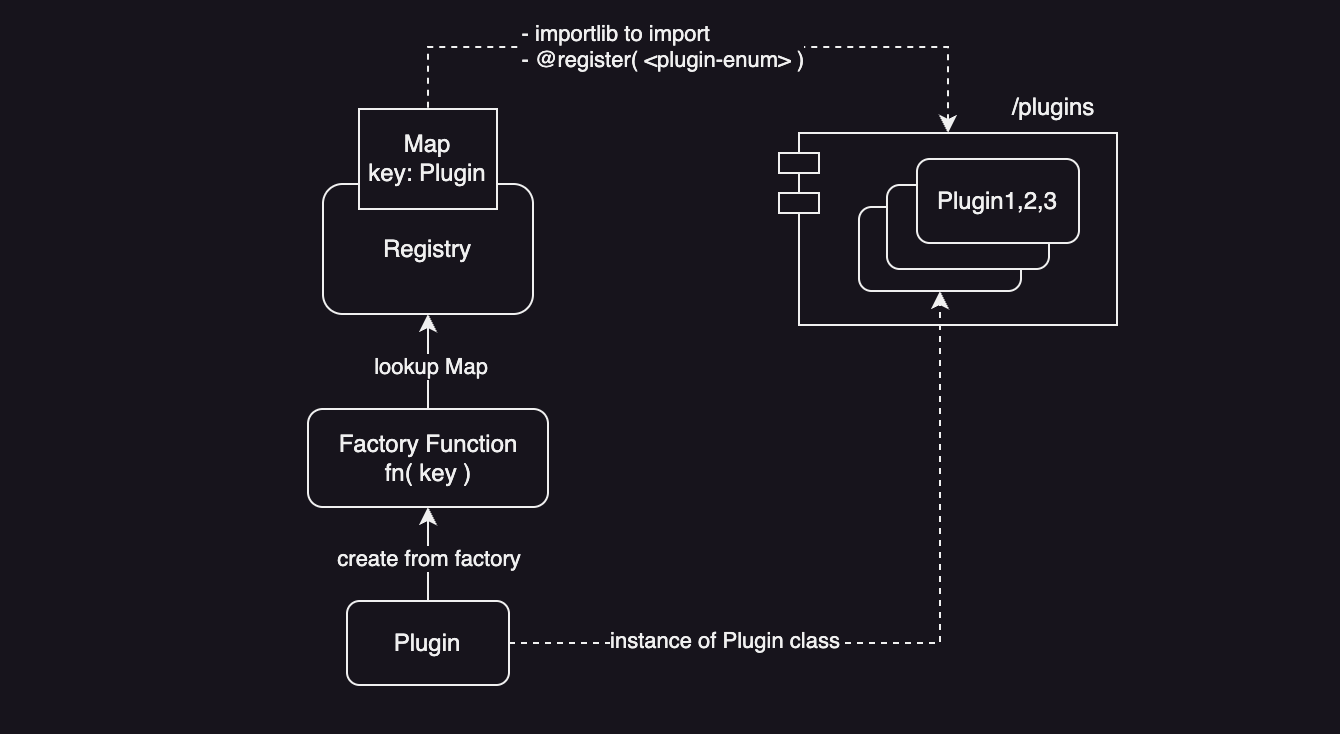 - importlib to import
- @register( <plugin-enum> )
/plugins
Map
key: Plugin
Plugin1,2,3
Registry
lookup Map
Factory Function
fn( key )
create from factory
Plugin
instance of Plugin class